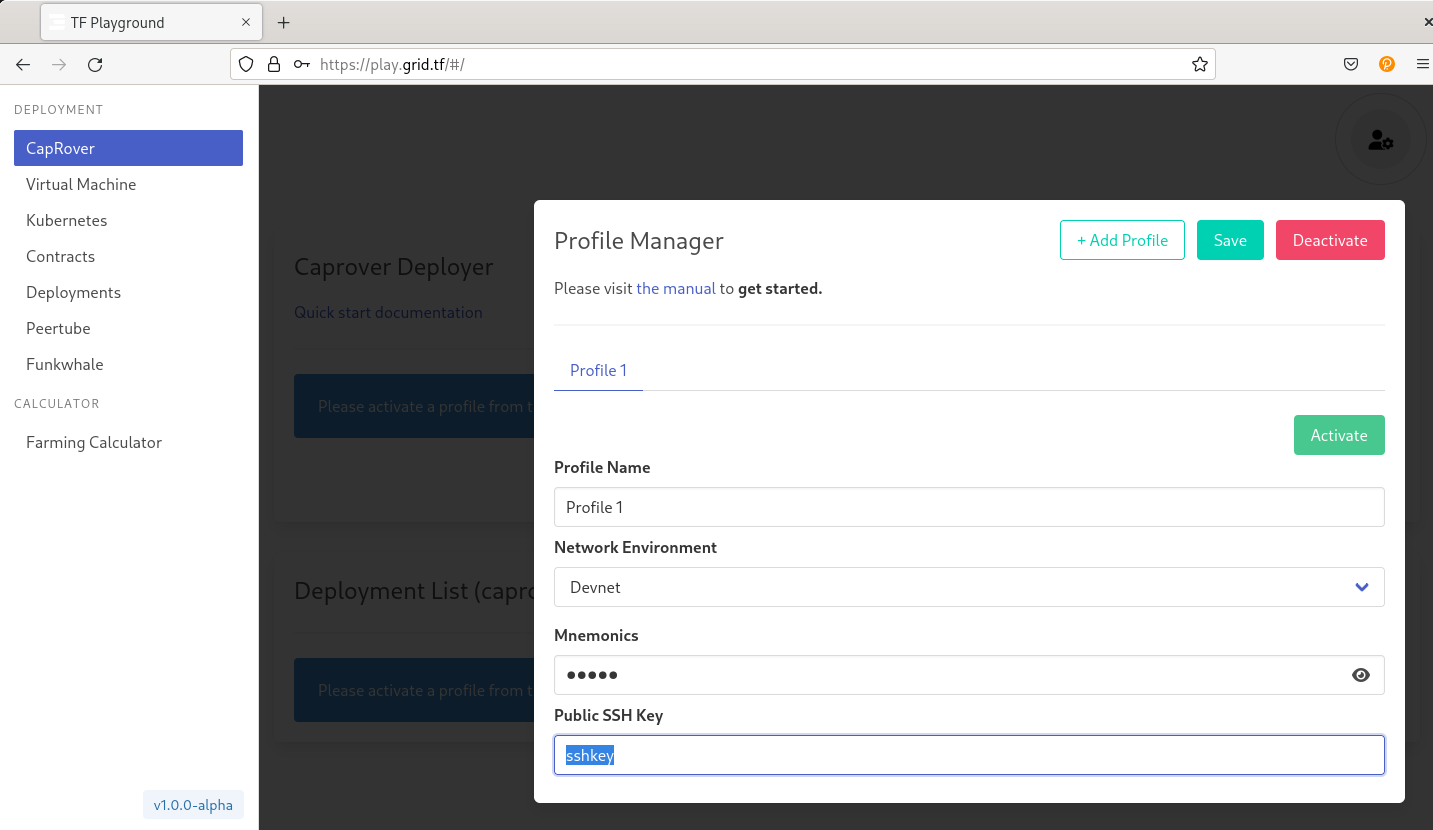 TF Playground
https://play.grid.tf/#/
DEPLOYMENT
CapRover
Virtual Machine
Kubernetes
Contracts
Deployments
Peertube
Funkwhale
CALCULATOR
Farming Calculator
v1.0.0-alpha
Caprover Deployer
Quick start documentation
Please activate a profile from t
Deployment List (capro
Please activate a profile from t
Profile Manager
+ Add Profile
Save
Deactivate
Please visit the manual to get started.
Profile 1
Activate
Profile Name
Profile 1
Network Environment
Devnet
Mnemonics
•••••
Public SSH Key
sshkey